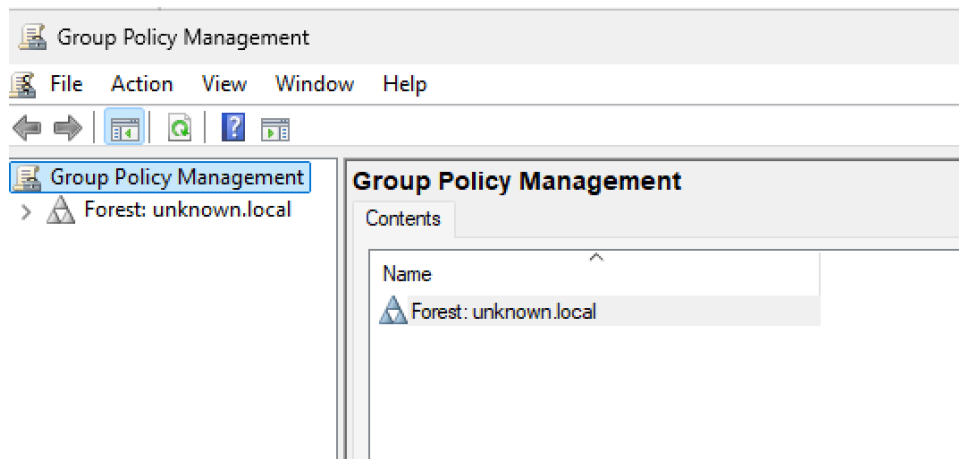 Group Policy Management
File Action View Window Help
Group Policy Management
Forest: unknown.local
Group Policy Management
Contents
Name
Forest: unknown.local